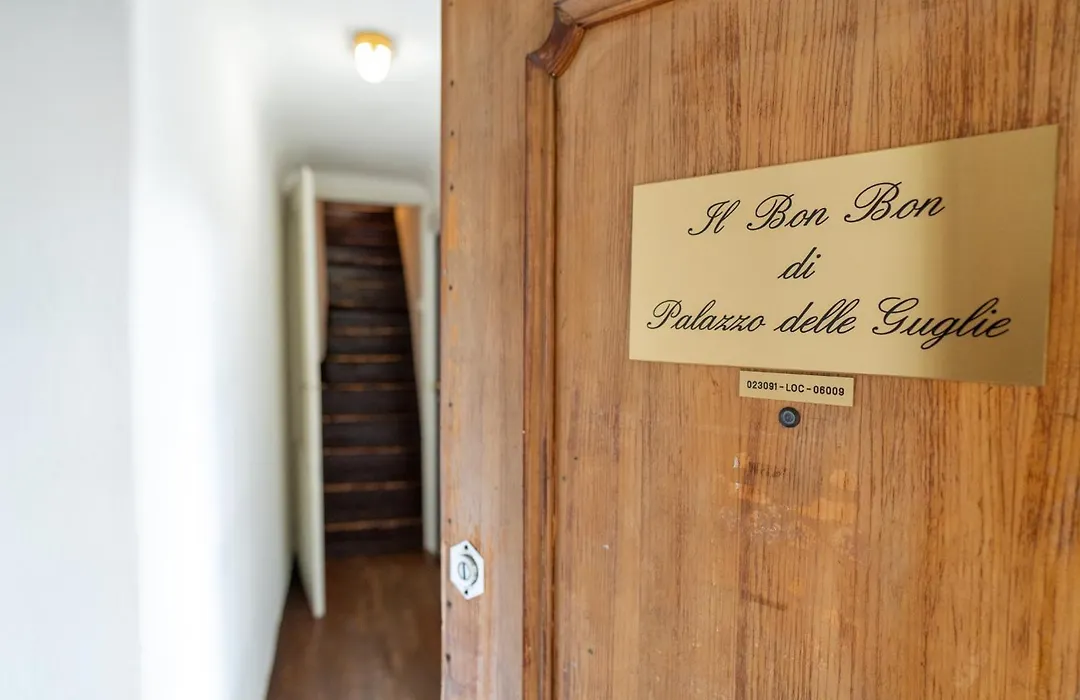 Il Bon Bon
di
Palazzo delle Guglie
023091-LOC-06009